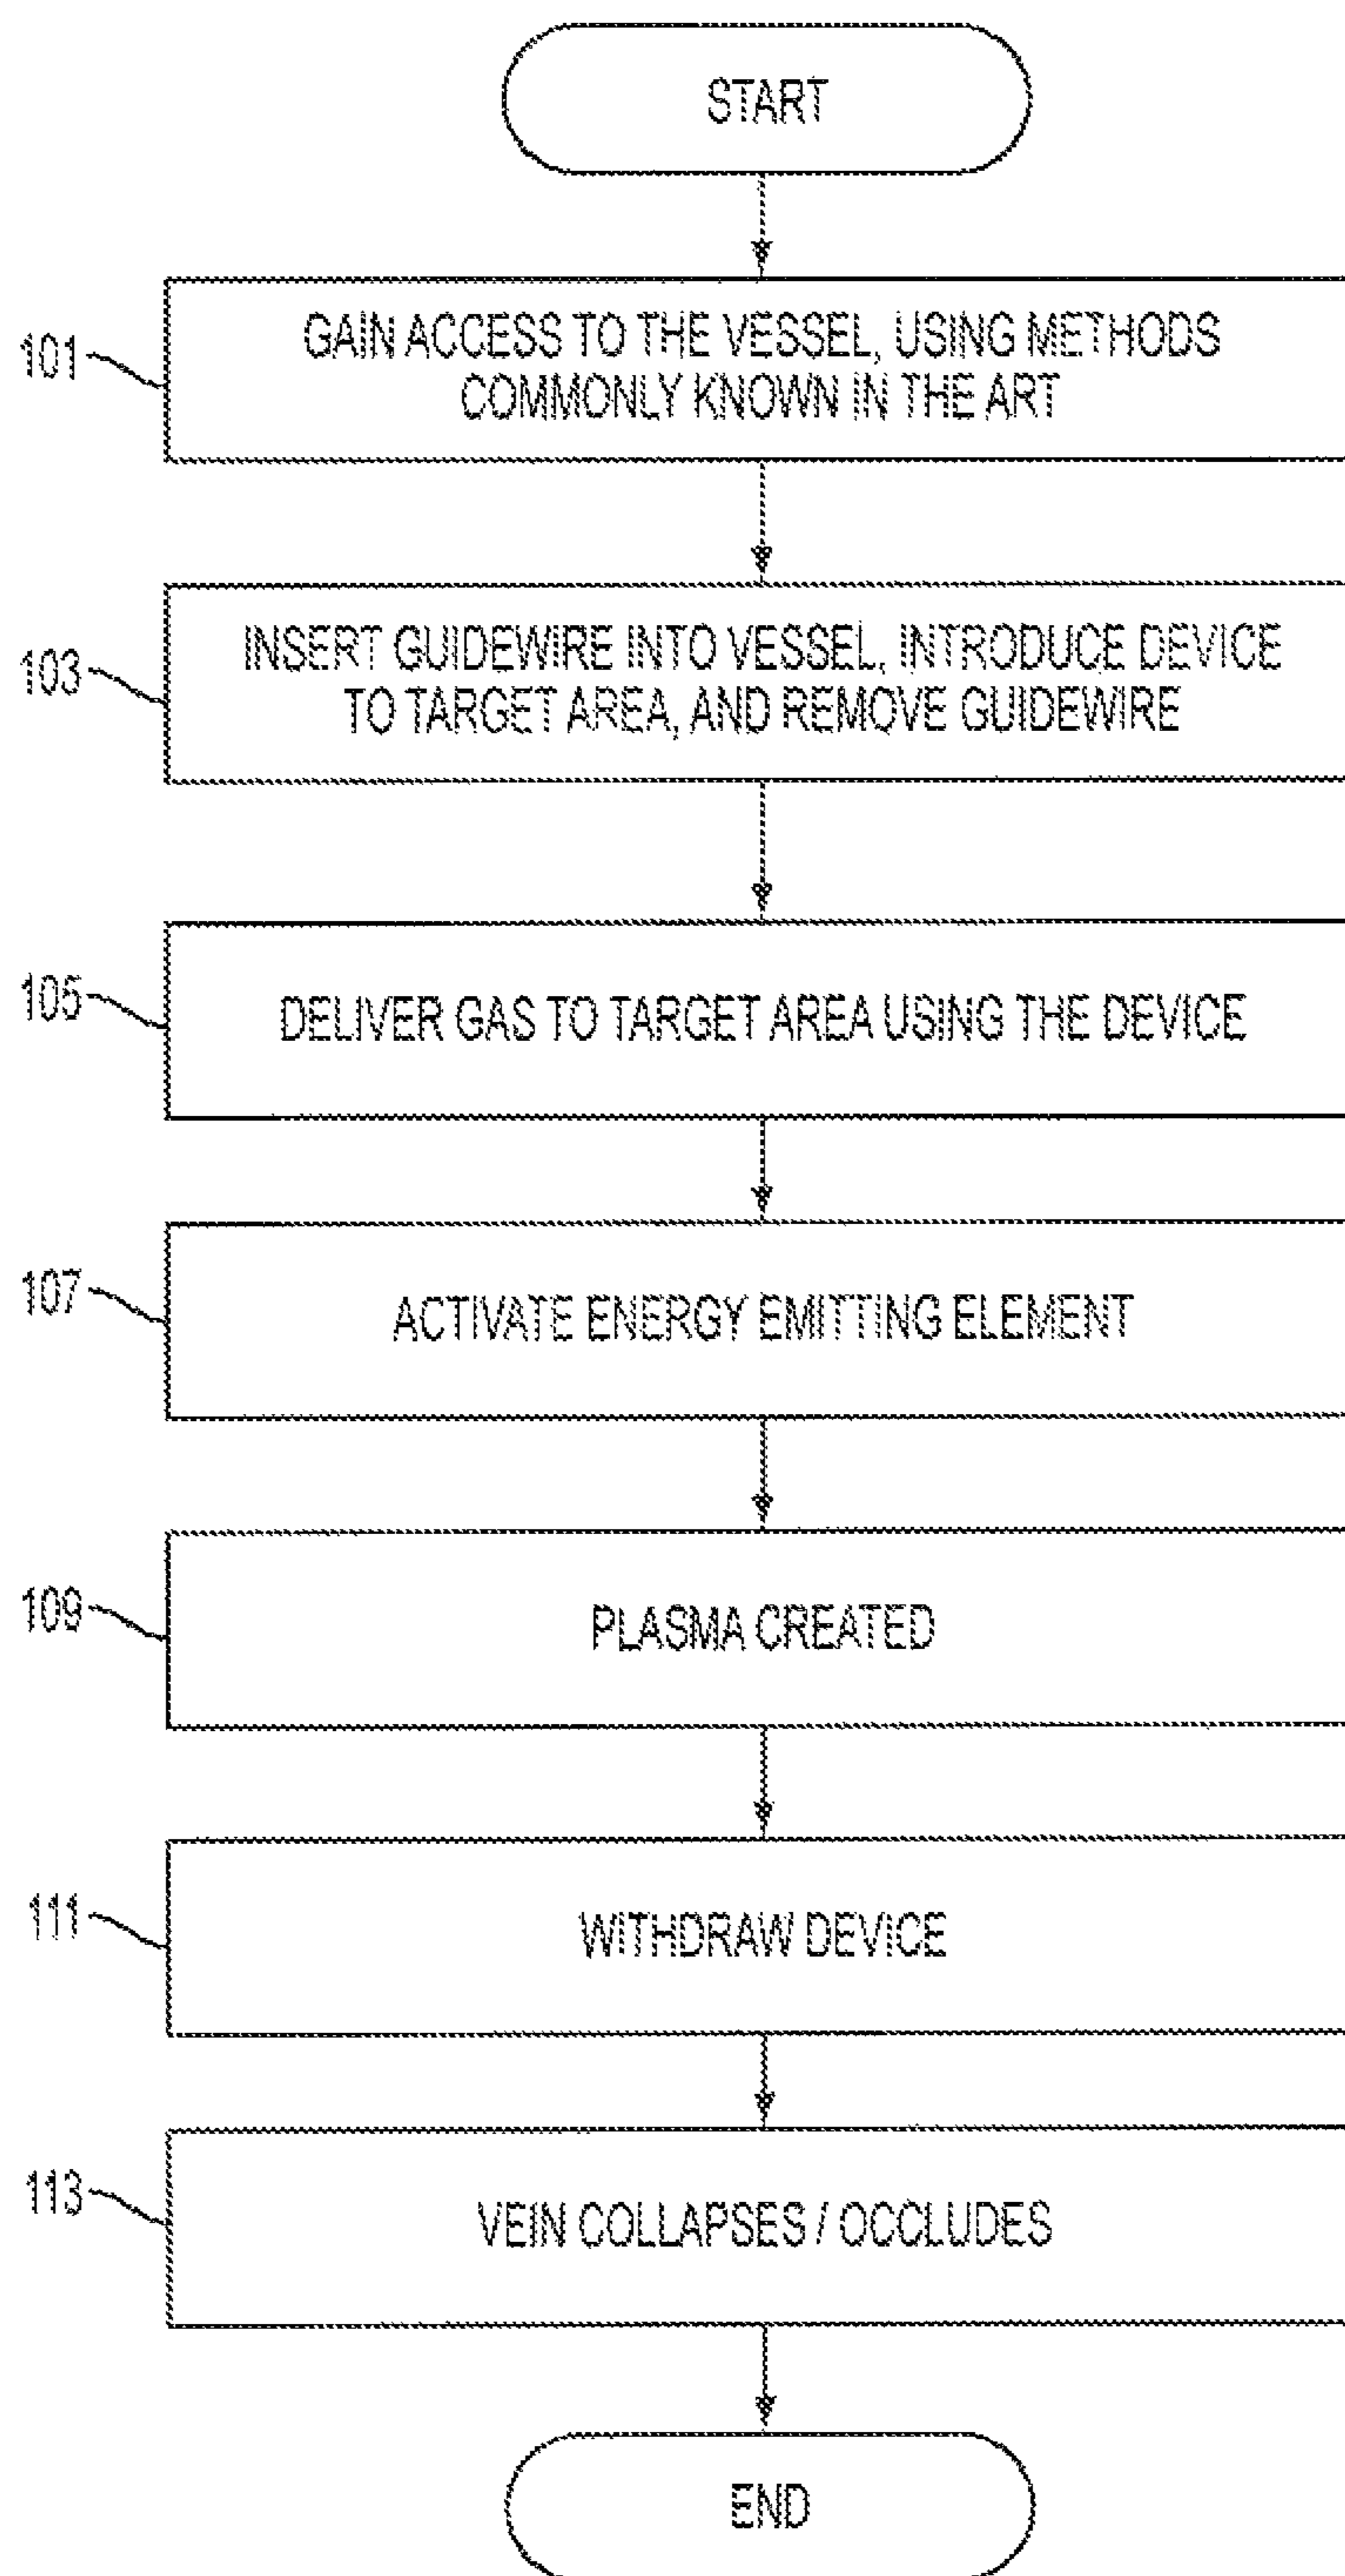 START
101
GAIN ACCESS TO THE VESSEL, USING METHODS
COMMONLY KNOWN IN THE ART
103
INSERT GUIDEWIRE INTO VESSEL, INTRODUCE DEVICE
TO TARGET AREA, AND REMOVE GUIDEWIRE
105
DELIVER GAS TO TARGET AREA USING THE DEVICE
107
ACTIVATE ENERGY EMITTING ELEMENT
109
PLASMA CREATED
111
WITHDRAW DEVICE
113
VEIN COLLAPSES / OCCLUDES
END